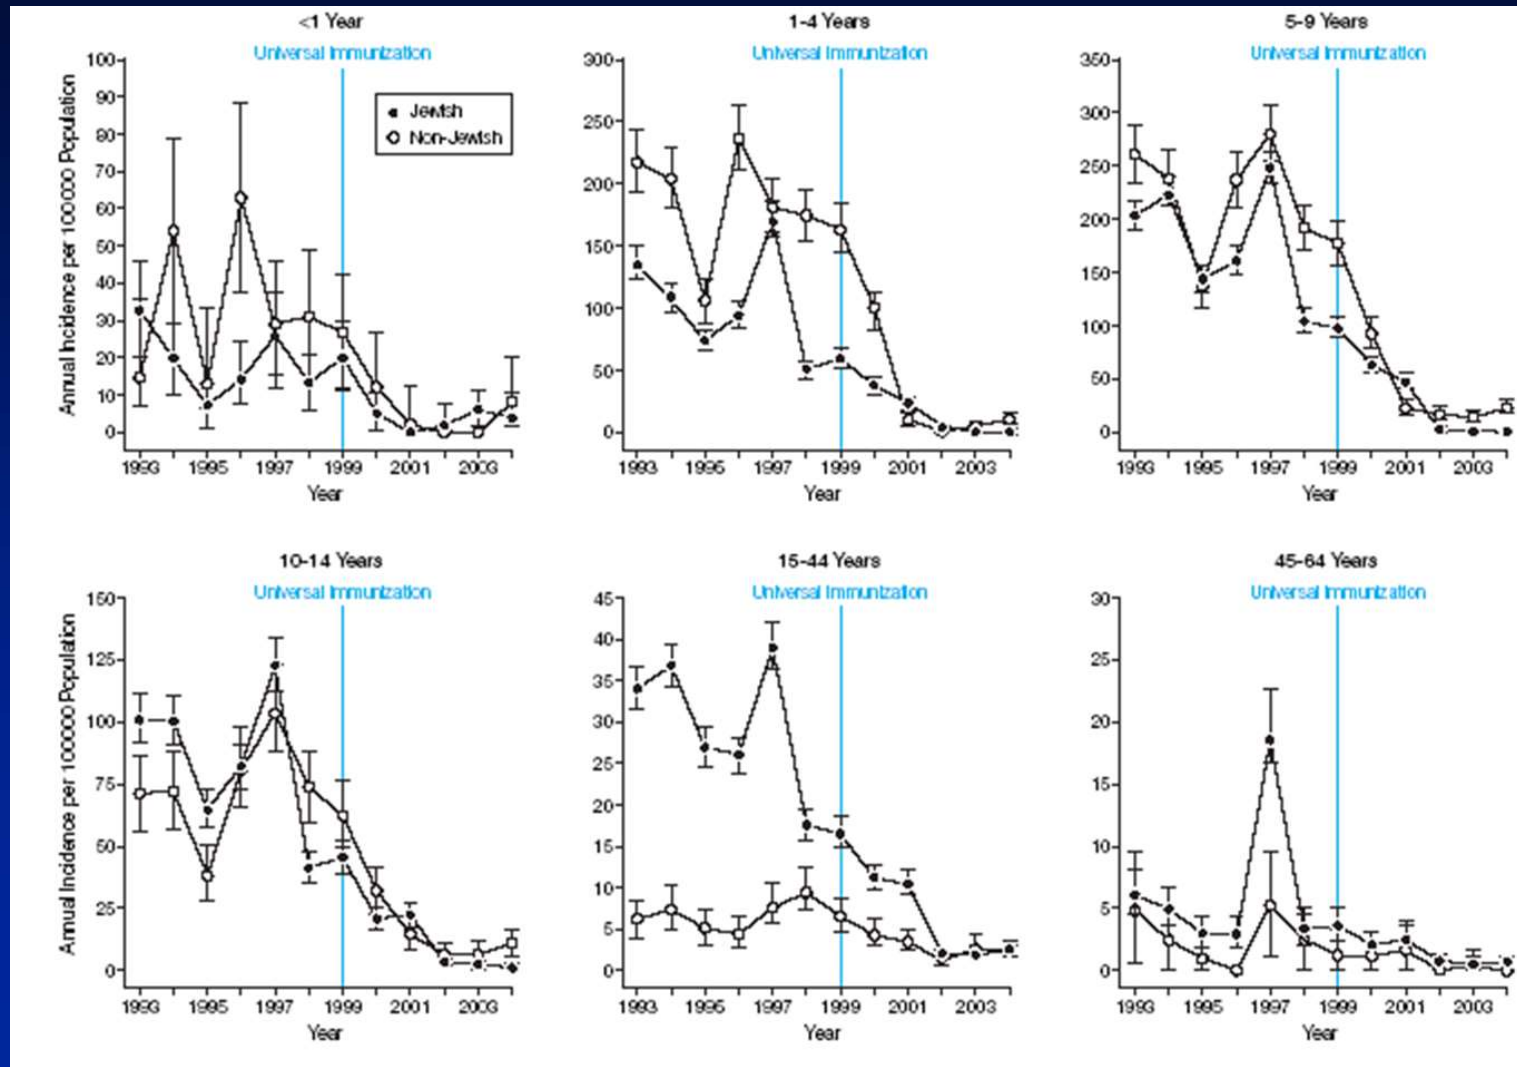 <1 Year
Universal Immunization
100
90
80
70
60
50
40
30
20
10
0
Annual Incidence per 100000 Population
Jewish
Non-Jewish
1993 1995 1997 1999 2001 2003
Year
1-4 Years
Universal Immunization
300
250
200
150
100
50
0
1993 1995 1997 1999 2001 2003
Year
5-9 Years
Universal Immunization
350
300
250
200
150
100
50
0
1993 1995 1997 1999 2001 2003
Year
10-14 Years
Universal Immunization
150
125
100
75
50
25
0
Annual Incidence per 100000 Population
1993 1995 1997 1999 2001 2003
Year
15-44 Years
Universal Immunization
45
40
35
30
25
20
15
10
5
0
1993 1995 1997 1999 2001 2003
Year
45-64 Years
Universal Immunization
30
25
20
15
10
5
0
1993 1995 1997 1999 2001 2003
Year